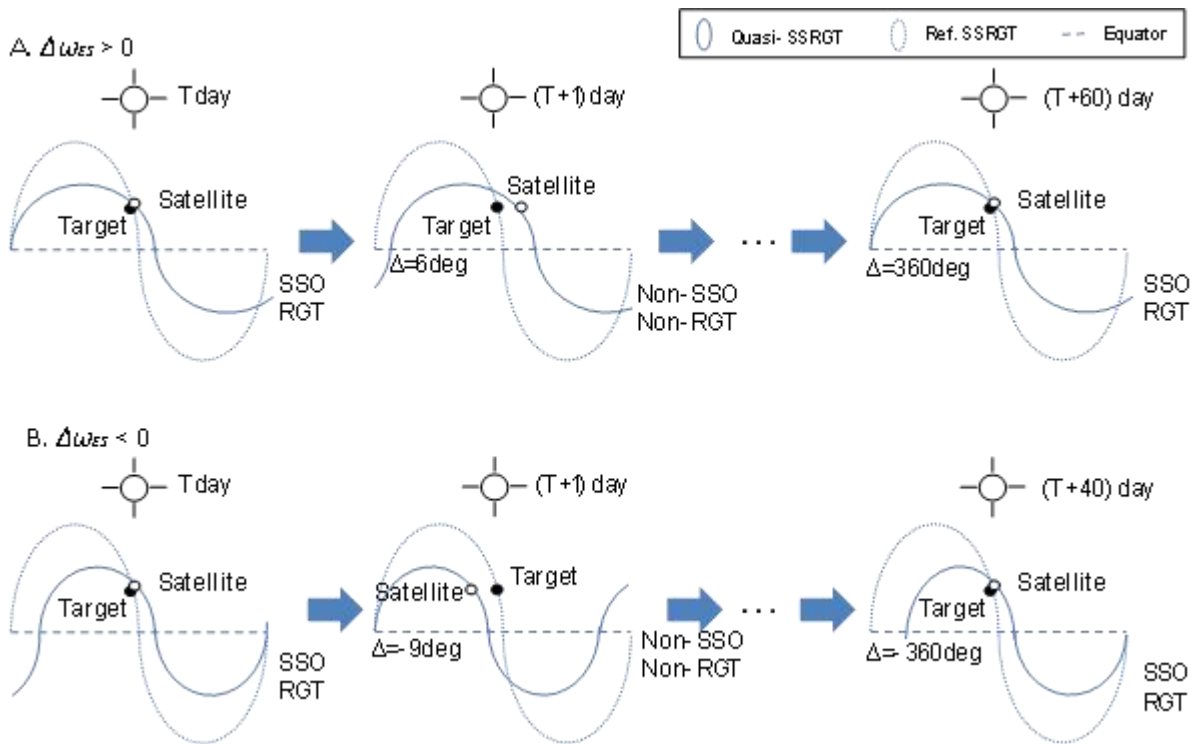 Quasi- SSRGT
Ref. SSRGT
Equator
A. Δω_ES > 0
T day
(T+1) day
(T+60) day
Satellite
Target
SSO
RGT
Satellite
Target
Δ=6deg
Non-SSO
Non-RGT
...
Satellite
Target
Δ=360deg
SSO
RGT
B. Δω_ES < 0
T day
(T+1) day
(T+40) day
Satellite
Target
SSO
RGT
Target
Satellite
Δ=-9deg
Non-SSO
Non-RGT
...
Satellite
Target
Δ=-360deg
SSO
RGT